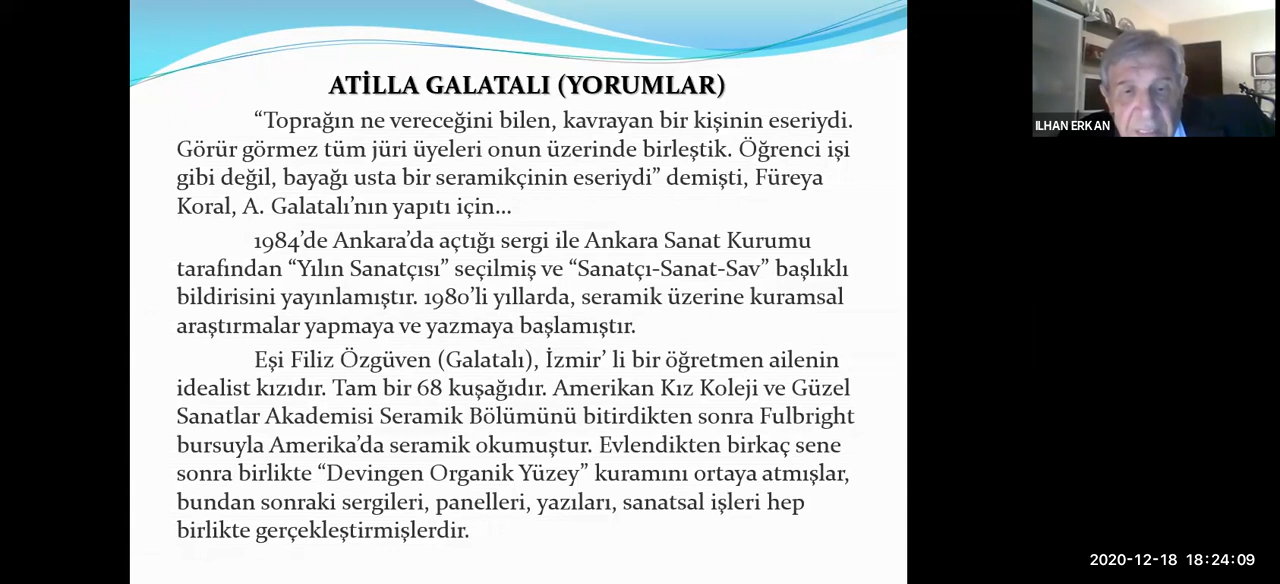 ATİLLA GALATALI (YORUMLAR)
“Toprağın ne vereceğini bilen, kavrayan bir kişinin eseriydi.
Görür görmez tüm jüri üyeleri onun üzerinde birleştik. Öğrenci işi
gibi değil, bayağı usta bir seramikçinin eseriydi” demişti, Füreya
Koral, A. Galatalı’nın yapıtı için...
1984’de Ankara’da açtığı sergi ile Ankara Sanat Kurumu
tarafından “Yılın Sanatçısı” seçilmiş ve “Sanatçı-Sanat-Sav” başlıklı
bildirisini yayınlamıştır. 1980’li yıllarda, seramik üzerine kuramsal
araştırmalar yapmaya ve yazmaya başlamıştır.
Eşi Filiz Özgüven (Galatalı), İzmir’ li bir öğretmen ailenin
idealist kızıdır. Tam bir 68 kuşağıdır. Amerikan Kız Koleji ve Güzel
Sanatlar Akademisi Seramik Bölümünü bitirdikten sonra Fulbright
bursuyla Amerika’da seramik okumuştur. Evlendikten birkaç sene
sonra birlikte “Devingen Organik Yüzey” kuramını ortaya atmışlar,
bundan sonraki sergileri, panelleri, yazıları, sanatsal işleri hep
birlikte gerçekleştirmişlerdir.
ILHAN ERKAN
2020-12-18 18:24:09